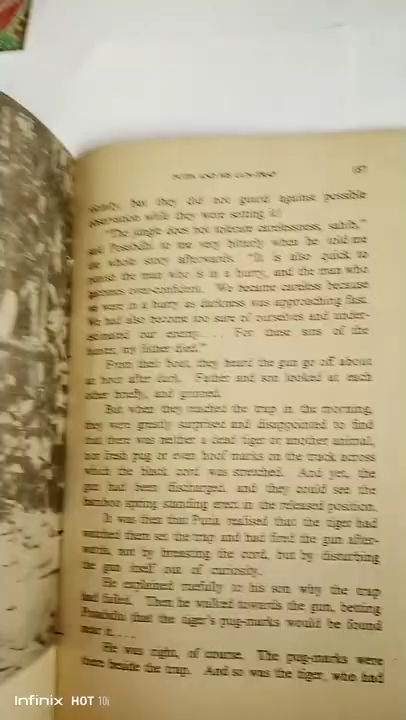 PUTIA AND HIS GUN-TRAP 187
but they did not guard against possible
observation while they were setting it!
"The jungle does not tolerate carelessness, sahib,"
said to me very bitterly when he told me
the whole story afterwards. "It is also quick to
punish the man who is in a hurry, and the man who
becomes over-confident. We became careless because
we were in a hurry as darkness was approaching fast.
We had also become too sure of ourselves and under-
estimated our enemy. . . . For these sins of the
hunter, my father died."
From their boat, they heard the gun go off about
an hour after dark. Father and son looked at each
other briefly, and grinned.
But when they reached the trap in the morning,
they were greatly surprised and disappointed to find
that there was neither a dead tiger or another animal,
nor fresh pug or even hoof marks on the track across
which the black cord was stretched. And yet, the
gun had been discharged, and they could see the
bamboo spring standing erect in the released position.
It was then that Putia realised that the tiger had
watched them set the trap and had fired the gun after-
wards, not by breasting the cord, but by disturbing
the gun itself out of curiosity.
He explained ruefully to his son why the trap
had failed. Then he walked towards the gun, betting
that the tiger's pug-marks would be found
near it. . . .
He was right, of course. The pug-marks were
there beside the trap. And so was the tiger, who had
Infinix HOT 10i